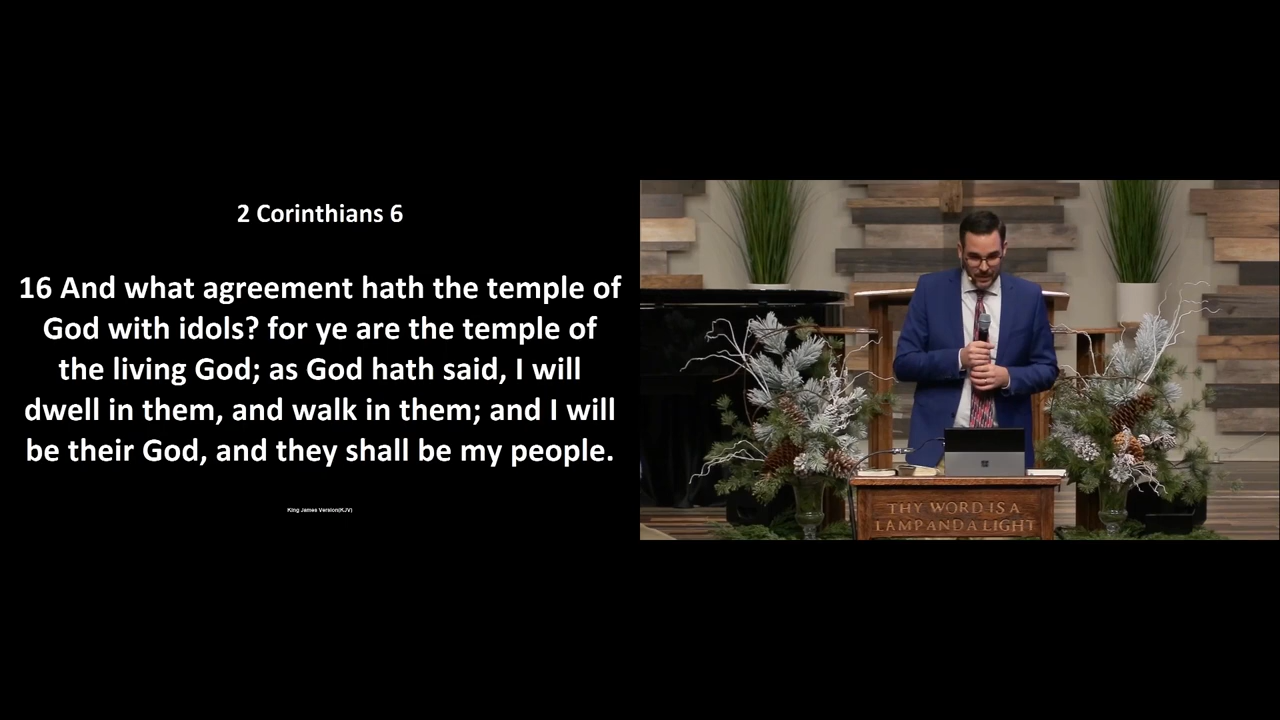 2 Corinthians 6
16 And what agreement hath the temple of
God with idols? for ye are the temple of
the living God; as God hath said, I will
dwell in them, and walk in them; and I will
be their God, and they shall be my people.
King James Version(KJV)
THY WORD IS A
LAMP AND A LIGHT